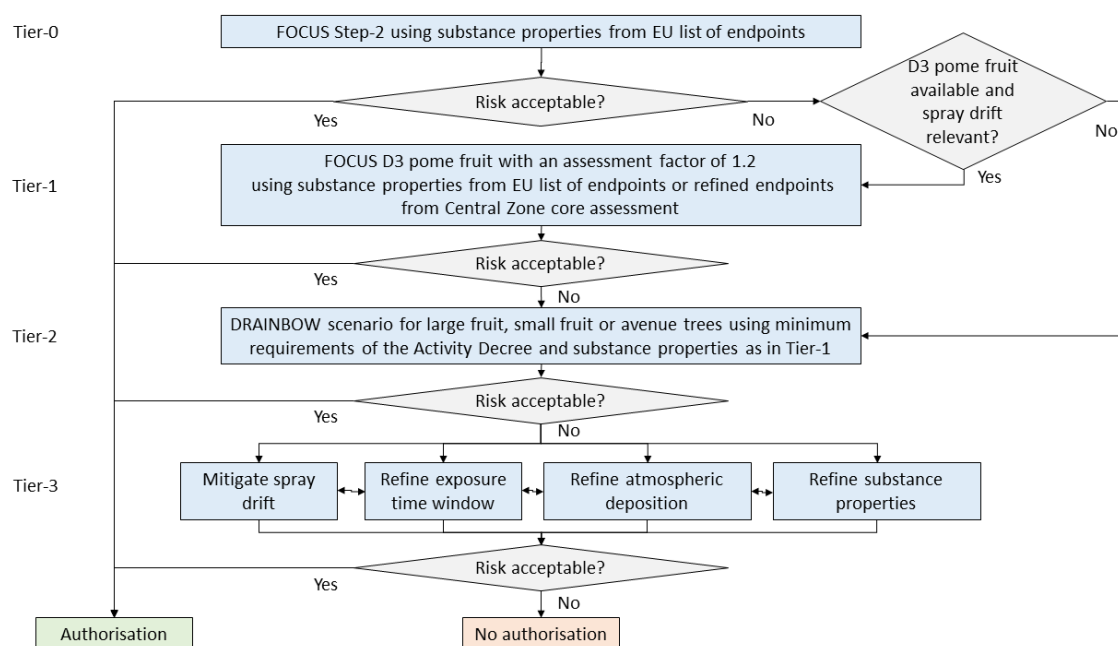 Tier-0
FOCUS Step-2 using substance properties from EU list of endpoints
D3 pome fruit
available and
spray drift
relevant?
Risk acceptable?
Yes
No
No
Tier-1
FOCUS D3 pome fruit with an assessment factor of 1.2
using substance properties from EU list of endpoints or refined endpoints
from Central Zone core assessment
Yes
Risk acceptable?
Yes
No
Tier-2
DRAINBOW scenario for large fruit, small fruit or avenue trees using minimum
requirements of the Activity Decree and substance properties as in Tier-1
Risk acceptable?
Yes
No
Tier-3
Mitigate spray
drift
Refine exposure
time window
Refine atmospheric
deposition
Refine substance
properties
Risk acceptable?
Yes
No
Authorisation
No authorisation